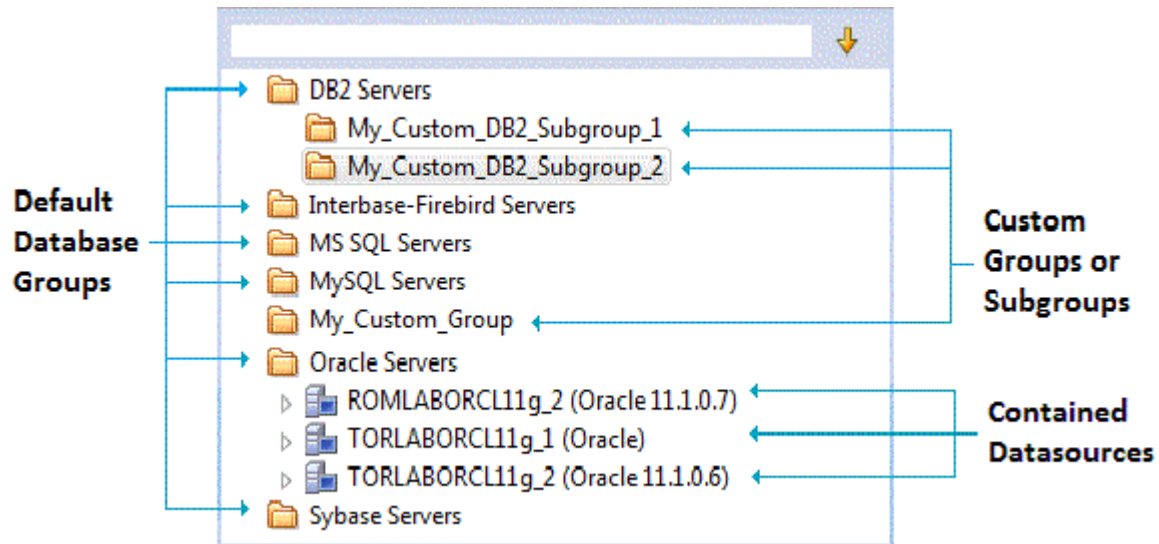 DB2 Servers
My_Custom_DB2_Subgroup_1
My_Custom_DB2_Subgroup_2
Interbase-Firebird Servers
MS SQL Servers
MySQL Servers
My_Custom_Group
Oracle Servers
ROMLABORCL11g_2 (Oracle 11.1.0.7)
TORLABORCL11g_1 (Oracle)
TORLABORCL11g_2 (Oracle 11.1.0.6)
Sybase Servers
Default
Database
Groups
Custom
Groups or
Subgroups
Contained
Datasources